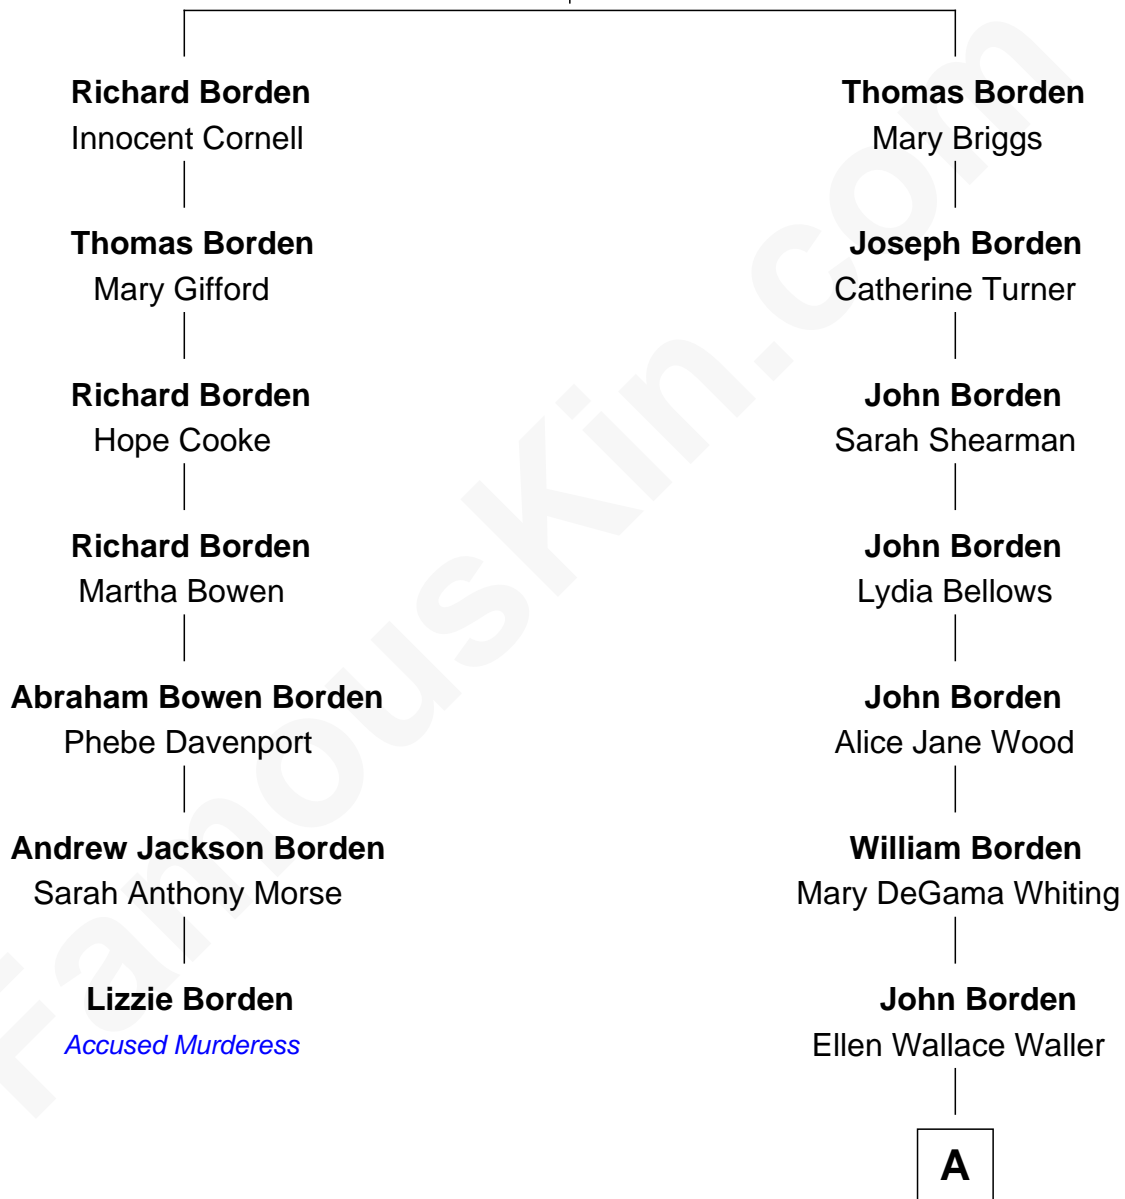 Richard Borden
Innocent Cornell
Thomas Borden
Mary Gifford
Richard Borden
Hope Cooke
Richard Borden
Martha Bowen
Abraham Bowen Borden
Phebe Davenport
Andrew Jackson Borden
Sarah Anthony Morse
Lizzie Borden
Accused Murderess
Thomas Borden
Mary Briggs
Joseph Borden
Catherine Turner
John Borden
Sarah Shearman
John Borden
Lydia Bellows
John Borden
Alice Jane Wood
William Borden
Mary DeGama Whiting
John Borden
Ellen Wallace Waller
A
FamousKin.com